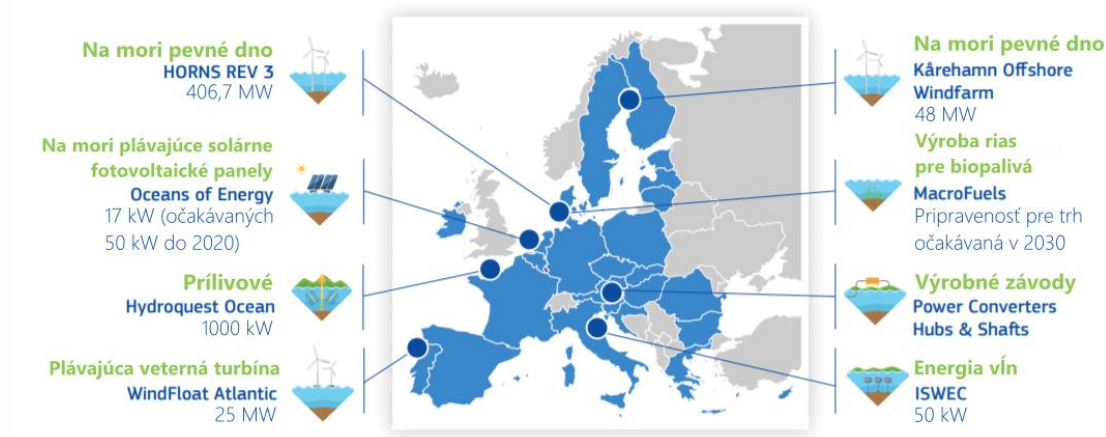 Na mori pevné dno
HORNS REV 3
406,7 MW
Na mori plávajúce solárne
fotovoltaické panely
Oceans of Energy
17 kW (očakávaných
50 kW do 2020)
Prílivové
Hydroquest Ocean
1000 kW
Plávajúca veterná turbína
WindFloat Atlantic
25 MW
Na mori pevné dno
Kårehamn Offshore
Windfarm
48 MW
Výroba rias
pre biopalivá
MacroFuels
Pripravenosť pre trh
očakávaná v 2030
Výrobné závody
Power Converters
Hubs & Shafts
Energia vĺn
ISWEC
50 kW